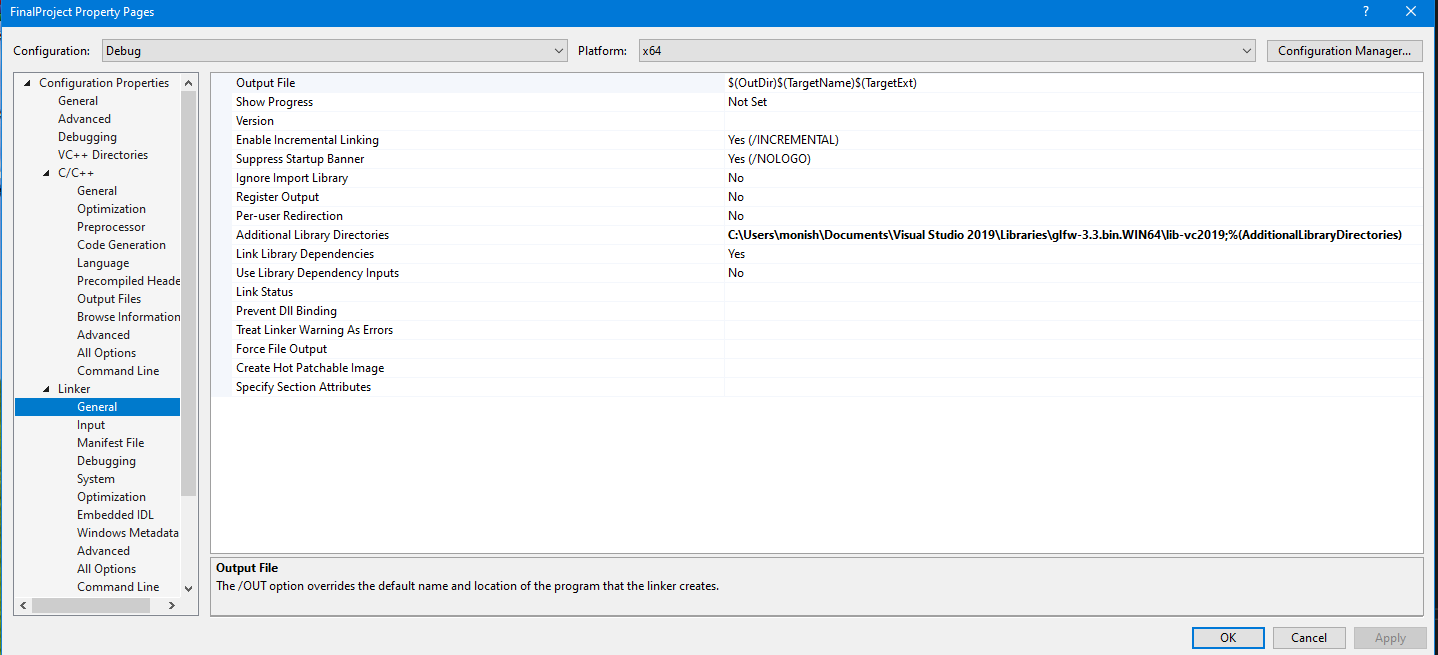 FinalProject Property Pages
Configuration: Debug Platform: x64 Configuration Manager...
Configuration Properties
General
Advanced
Debugging
VC++ Directories
C/C++
General
Optimization
Preprocessor
Code Generation
Language
Precompiled Heade
Output Files
Browse Information
Advanced
All Options
Command Line
Linker
General
Input
Manifest File
Debugging
System
Optimization
Embedded IDL
Windows Metadata
Advanced
All Options
Command Line
Output File $(OutDir)$(TargetName)$(TargetExt)
Show Progress Not Set
Version
Enable Incremental Linking Yes (/INCREMENTAL)
Suppress Startup Banner Yes (/NOLOGO)
Ignore Import Library No
Register Output No
Per-user Redirection No
Additional Library Directories C:\Users\monish\Documents\Visual Studio 2019\Libraries\glfw-3.3.bin.WIN64\lib-vc2019;%(AdditionalLibraryDirectories)
Link Library Dependencies Yes
Use Library Dependency Inputs No
Link Status
Prevent Dll Binding
Treat Linker Warning As Errors
Force File Output
Create Hot Patchable Image
Specify Section Attributes
Output File
The /OUT option overrides the default name and location of the program that the linker creates.
OK Cancel Apply